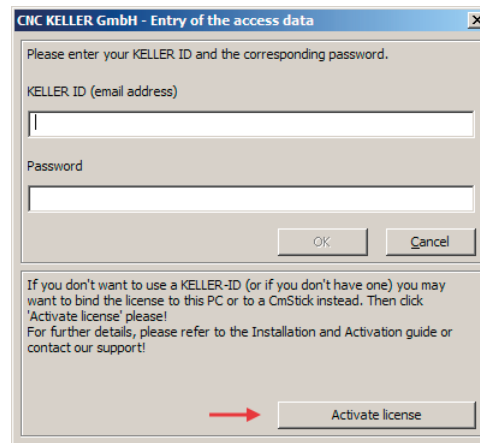 CNC KELLER GmbH - Entry of the access data
Please enter your KELLER ID and the corresponding password.
KELLER ID (email address)
Password
OK
Cancel
If you don't want to use a KELLER-ID (or if you don't have one) you may
want to bind the license to this PC or to a CmStick instead. Then click
'Activate license' please!
For further details, please refer to the Installation and Activation guide or
contact our support!
Activate license